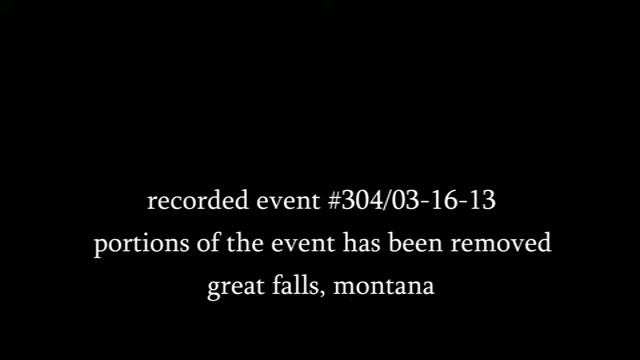 recorded event #304/03-16-13
portions of the event has been removed
great falls, montana